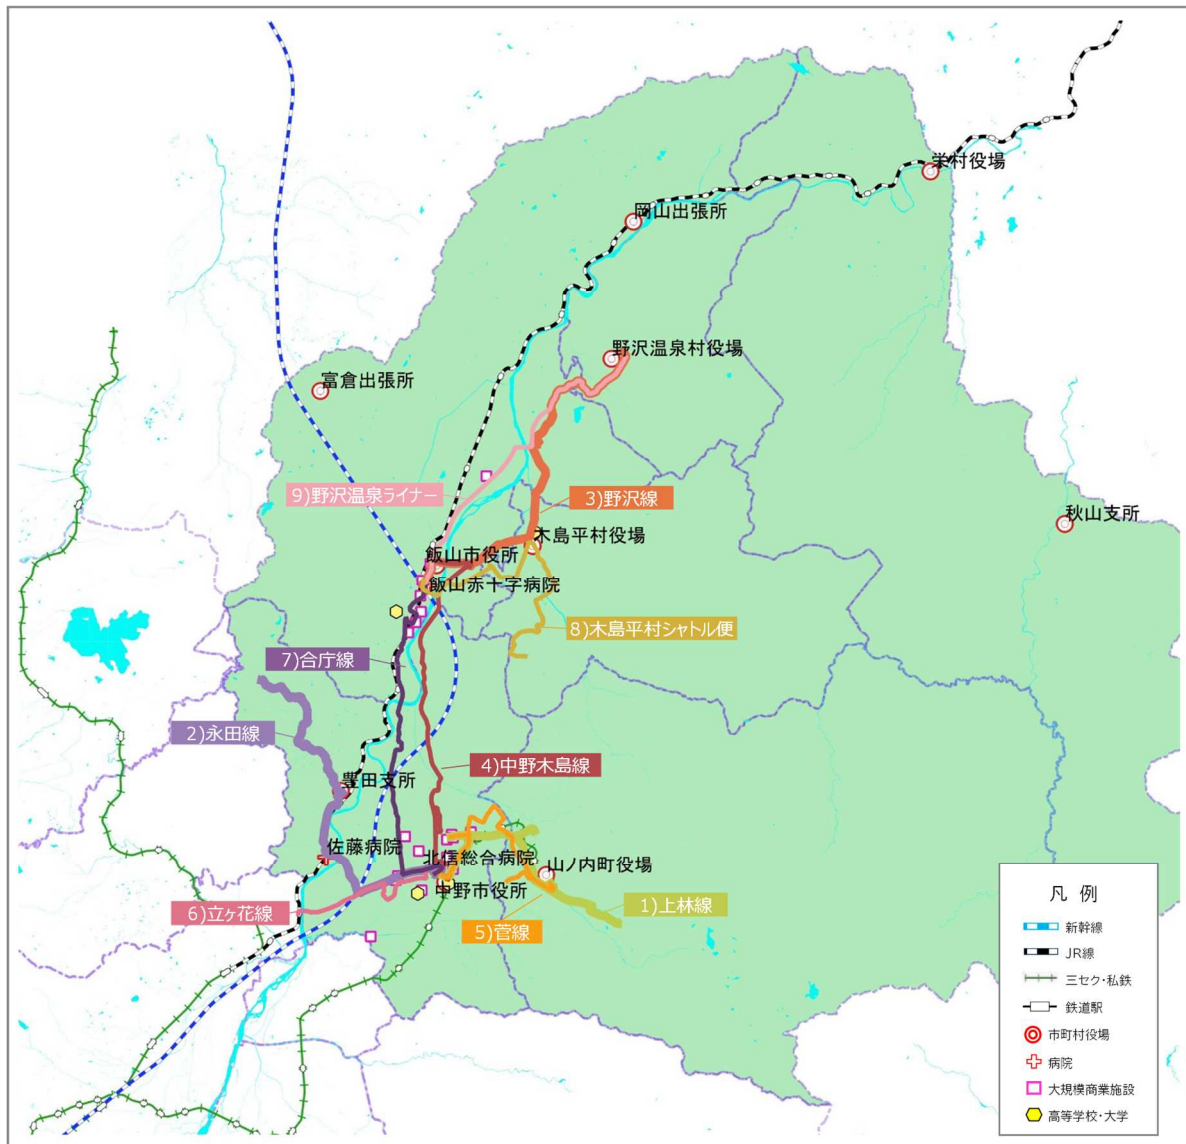 栄村役場
岡山出張所
野沢温泉村役場
富倉出張所
9)野沢温泉ライナー
3)野沢線
秋山支所
木島平村役場
飯山市役所
飯山赤十字病院
8)木島平村シャトル便
7)合庁線
2)永田線
4)中野木島線
豊田支所
佐藤病院
北信総合病院
山ノ内町役場
中野市役所
6)立ヶ花線
1)上林線
5)菅線
凡 例
新幹線
JR線
三セク・私鉄
鉄道駅
市町村役場
病院
大規模商業施設
高等学校・大学